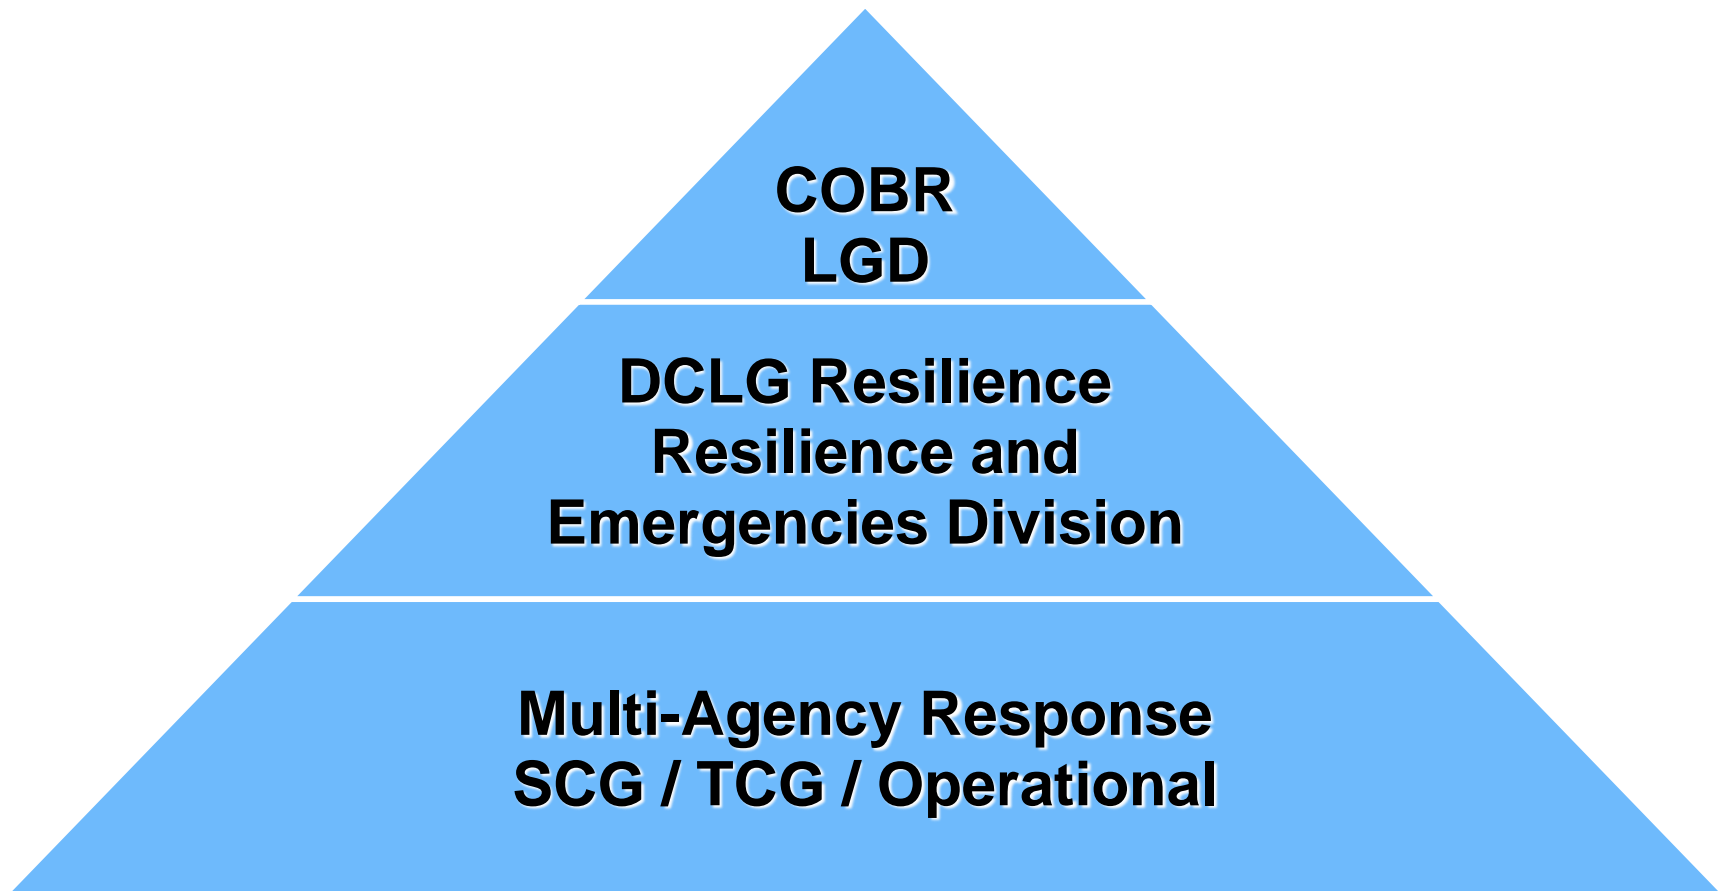 COBR
LGD
DCLG Resilience
Resilience and
Emergencies Division
Multi-Agency Response
SCG / TCG / Operational